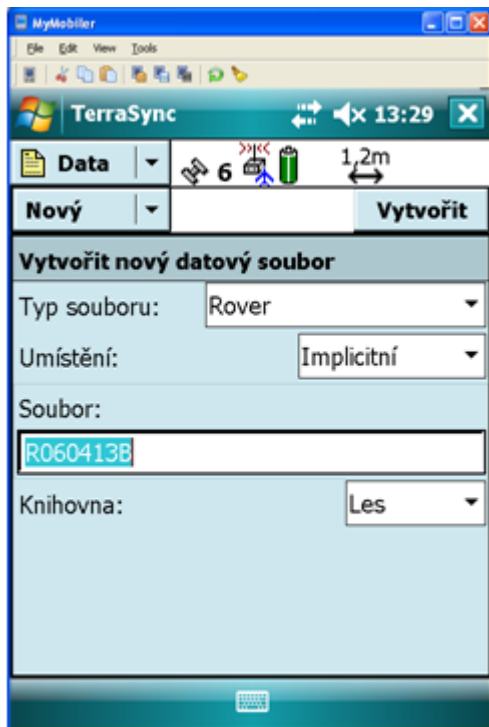 MyMobiler
File Edit View Tools
TerraSync 13:29
Data 6 1,2m
Nový Vytvořit
Vytvořit nový datový soubor
Typ souboru: Rover
Umístění: Implicitní
Soubor:
R060413B
Knihovna: Les